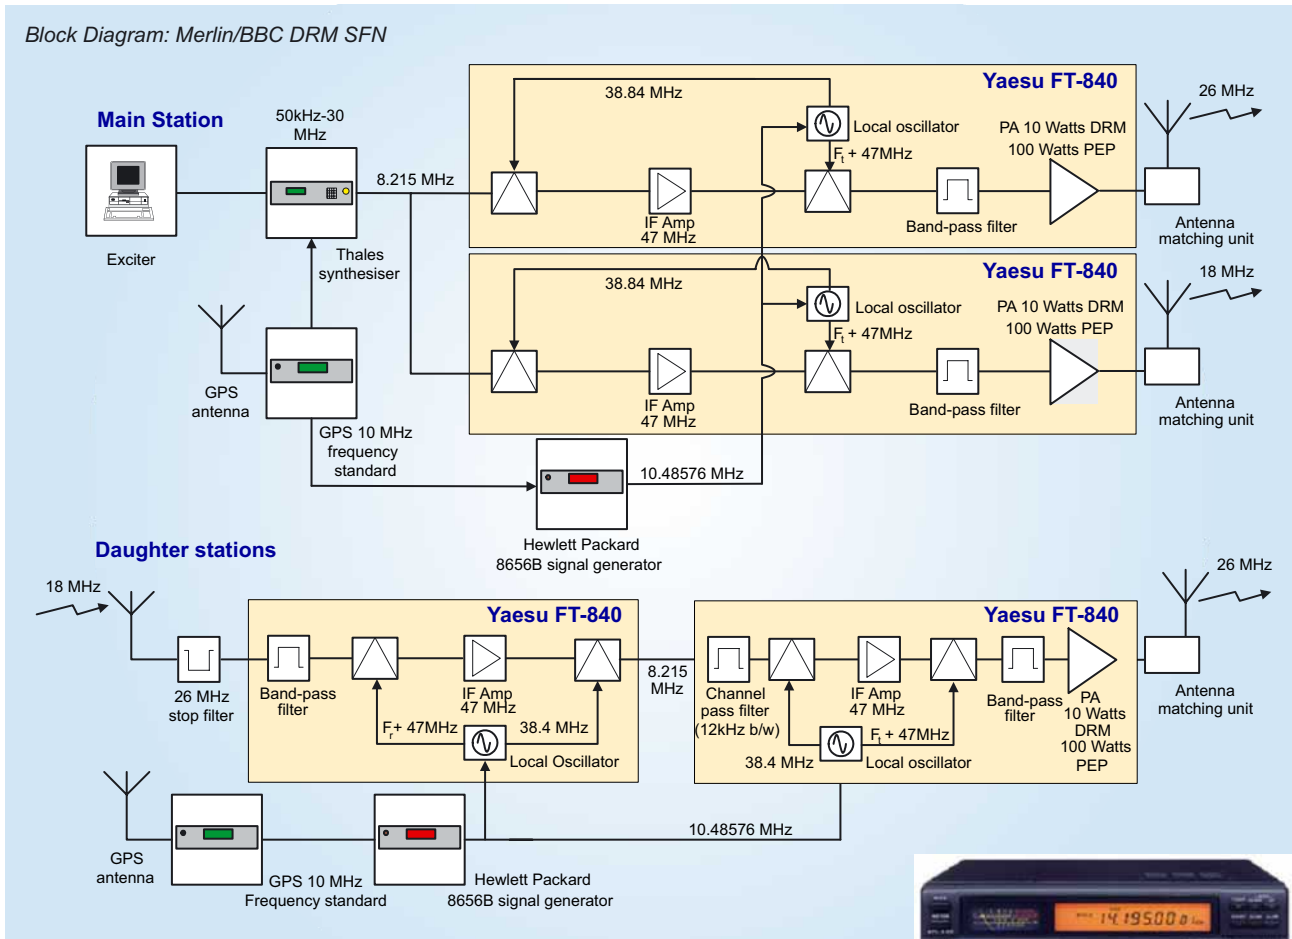 Block Diagram: Merlin/BBC DRM SFN
Main Station
Exciter
50kHz-30
MHz
Thales
synthesiser
GPS
antenna
GPS 10 MHz
frequency
standard
8.215 MHz
Yaesu FT-840
38.84 MHz
Local oscillator
Ft + 47MHz
IF Amp
47 MHz
Band-pass filter
PA 10 Watts DRM
100 Watts PEP
26 MHz
Antenna
matching unit
Yaesu FT-840
38.84 MHz
Local oscillator
Ft + 47MHz
IF Amp
47 MHz
Band-pass filter
PA 10 Watts DRM
100 Watts PEP
18 MHz
Antenna
matching unit
10.48576 MHz
Hewlett Packard
8656B signal generator
Daughter stations
18 MHz
26 MHz
stop filter
Yaesu FT-840
Band-pass
filter
IF Amp
47 MHz
Fr+ 47MHz
38.4 MHz
Local Oscillator
8.215
MHz
Yaesu FT-840
Channel
pass filter
(12kHz b/w)
IF Amp
47 MHz
38.4 MHz
Ft + 47MHz
Local oscillator
Band-pass
filter
PA
10 Watts
DRM
100 Watts
PEP
26 MHz
Antenna
matching unit
GPS
antenna
GPS 10 MHz
Frequency standard
Hewlett Packard
8656B signal generator
10.48576 MHz
14.195.00